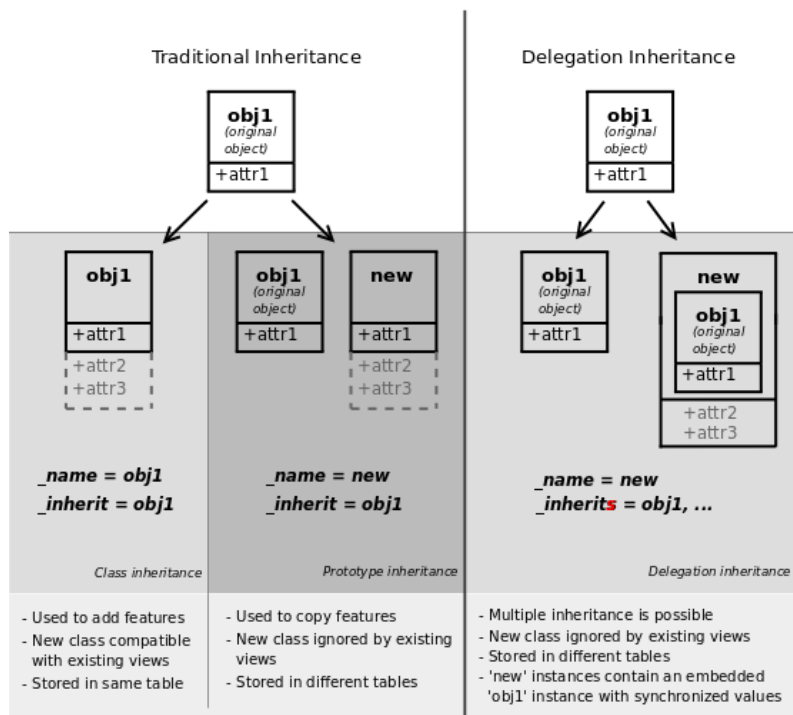 Traditional Inheritance
obj1
(original
object)
+attr1
obj1
+attr1
+attr2
+attr3
_name = obj1
_inherit = obj1
Class inheritance
- Used to add features
- New class compatible
with existing views
- Stored in same table
obj1
(original
object)
+attr1
new
+attr1
+attr2
+attr3
_name = new
_inherit = obj1
Prototype inheritance
- Used to copy features
- New class ignored by existing
views
- Stored in different tables
Delegation Inheritance
obj1
(original
object)
+attr1
obj1
(original
object)
+attr1
new
obj1
(original
object)
+attr1
+attr2
+attr3
_name = new
_inherits = obj1, ...
Delegation inheritance
- Multiple inheritance is possible
- New class ignored by existing views
- Stored in different tables
- 'new' instances contain an embedded
'obj1' instance with synchronized values